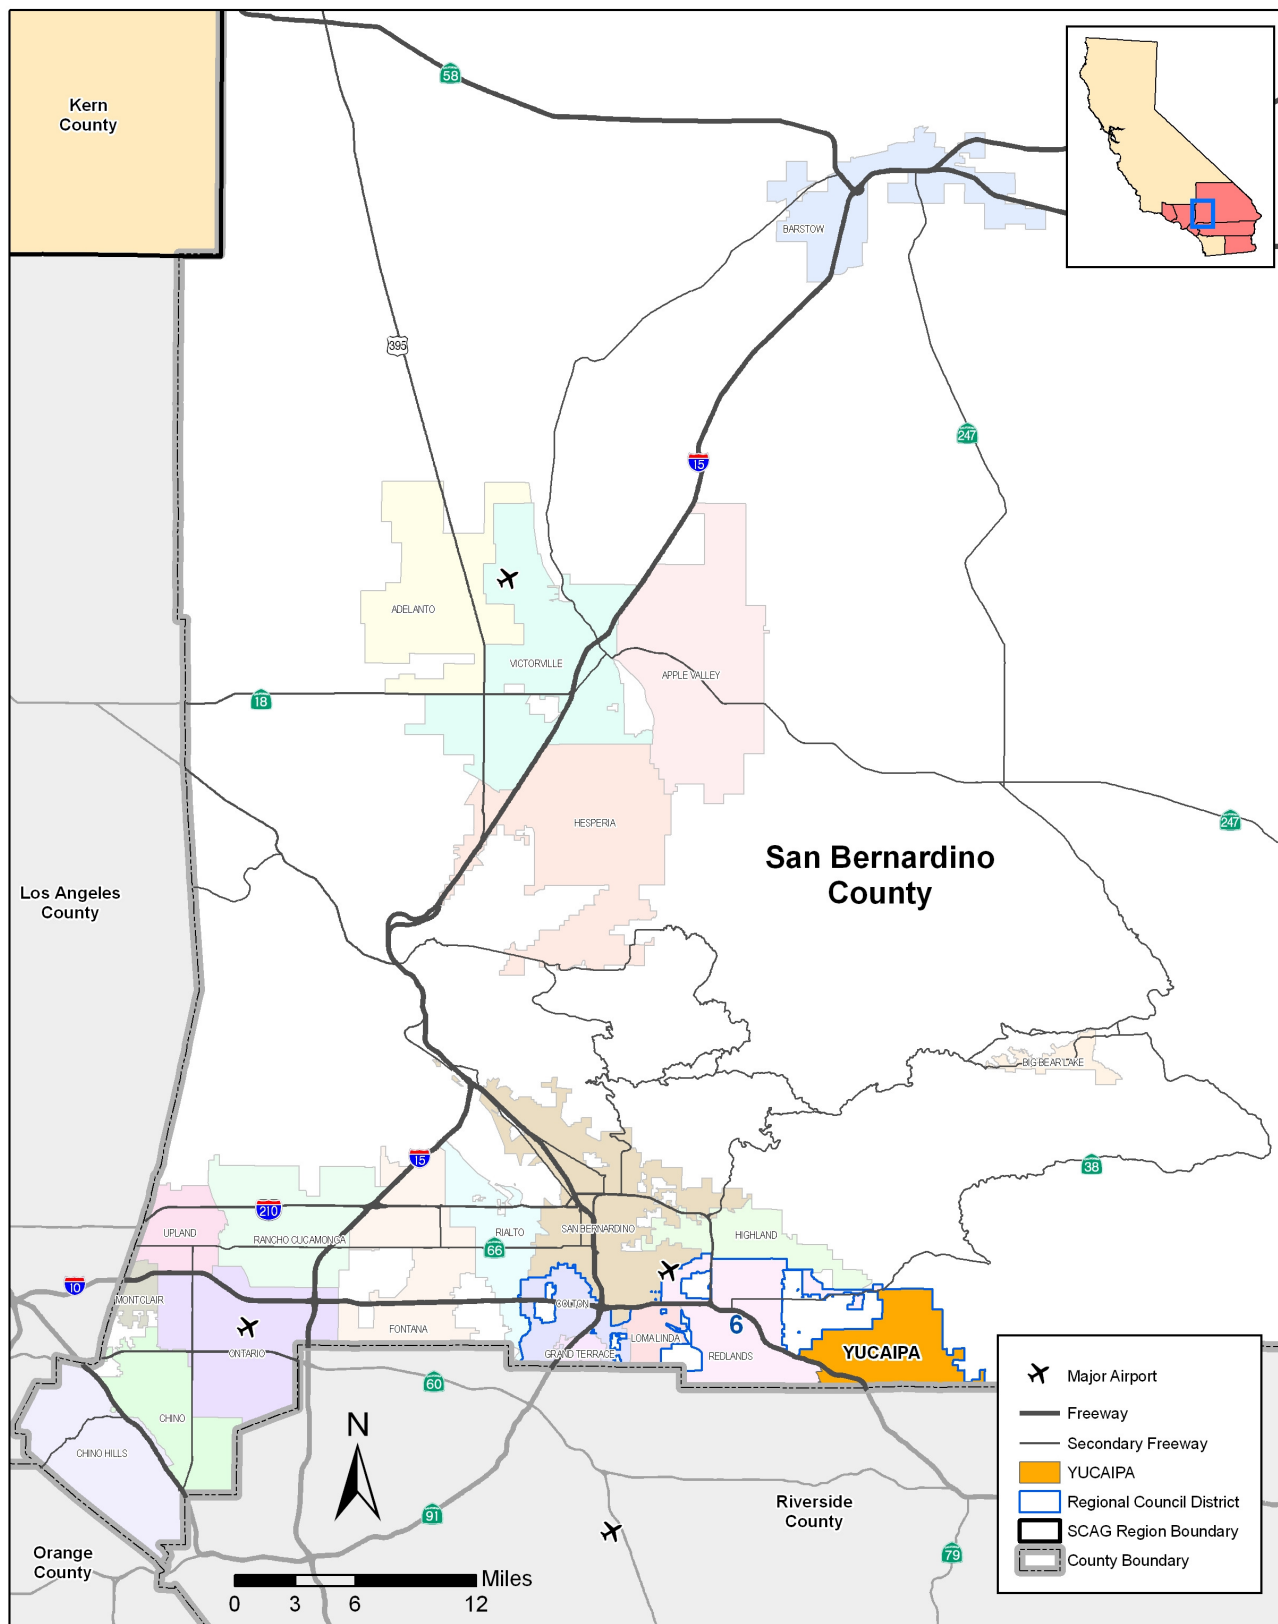 Kern
County
58
BARSTOW
395
247
15
ADELANTO
VICTORVILLE
APPLE VALLEY
18
HESPERIA
247
San Bernardino
County
Los Angeles
County
BIG BEAR LAKE
15
38
210
UPLAND
RANCHO CUCAMONGA
RIALTO
66
SAN BERNARDINO
HIGHLAND
10
MONTCLAIR
COLTON
6
FONTANA
LOMA LINDA
ONTARIO
GRAND TERRACE
REDLANDS
YUCAIPA
60
CHINO
CHINO HILLS
N
91
Riverside
County
79
Orange
County
Miles
0 3 6 12
Major Airport
Freeway
Secondary Freeway
YUCAIPA
Regional Council District
SCAG Region Boundary
County Boundary